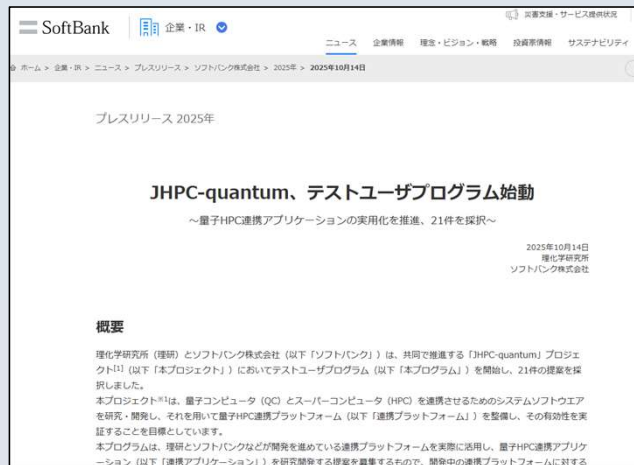 災害支援・サービス提供状況
SoftBank 企業・IR
ニュース 企業情報 理念・ビジョン・戦略 投資家情報 サステナビリティ
ホーム > 企業・IR > ニュース > プレスリリース > ソフトバンク株式会社 > 2025年 > 2025年10月14日
プレスリリース 2025年
JHPC-quantum、テストユーザプログラム始動
～量子HPC連携アプリケーションの実用化を推進、21件を採択～
2025年10月14日
理化学研究所
ソフトバンク株式会社
概要
理化学研究所（理研）とソフトバンク株式会社（以下「ソフトバンク」）は、共同で推進する「JHPC-quantum」プロジェ
クト[1]（以下「本プロジェクト」）においてテストユーザプログラム（以下「本プログラム」）を開始し、21件の提案を採
択しました。
本プロジェクト※1は、量子コンピュータ（QC）とスーパーコンピュータ（HPC）を連携させるためのシステムソフトウエア
を研究・開発し、それを用いて量子HPC連携プラットフォーム（以下「連携プラットフォーム」）を整備し、その有効性を実
証することを目標としています。
本プログラムは、理研とソフトバンクなどが開発を進めている連携プラットフォームを実際に活用し、量子HPC連携アプリケ
ーション（以下「連携アプリケーション」）を研究開発する提案を募集するもので、開発中の連携プラットフォームに対する